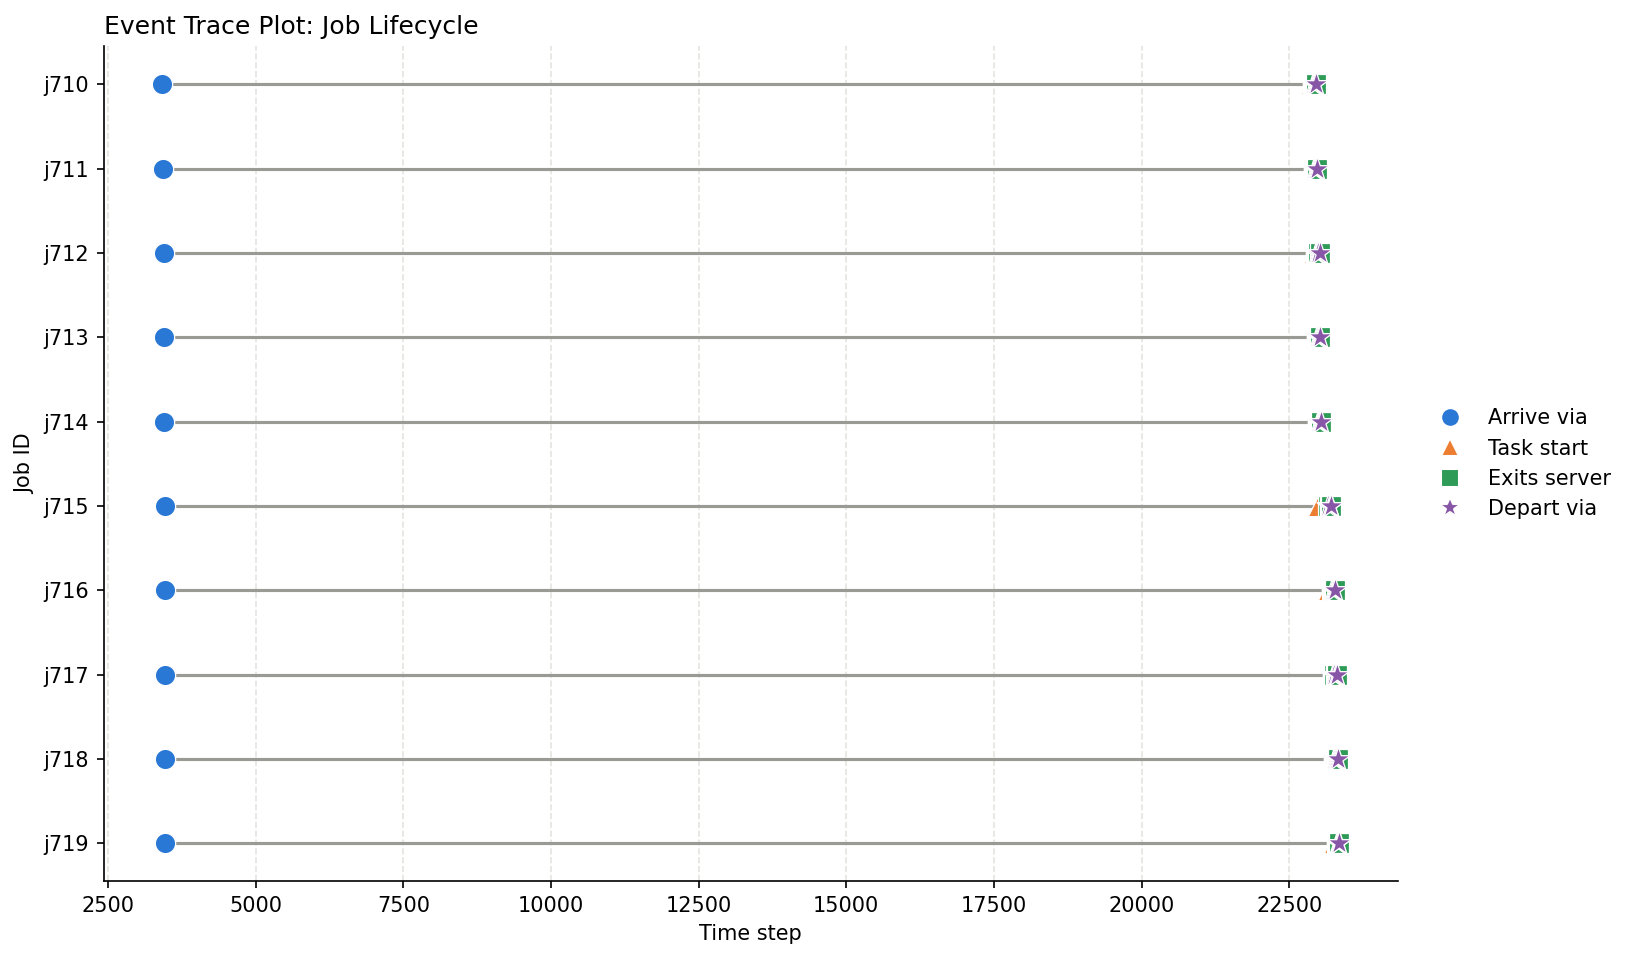 Event Trace Plot: Job Lifecycle
j710
j711
j712
j713
j714
j715
j716
j717
j718
j719
Job ID
2500 5000 7500 10000 12500 15000 17500 20000 22500
Time step
Arrive via
Task start
Exits server
Depart via